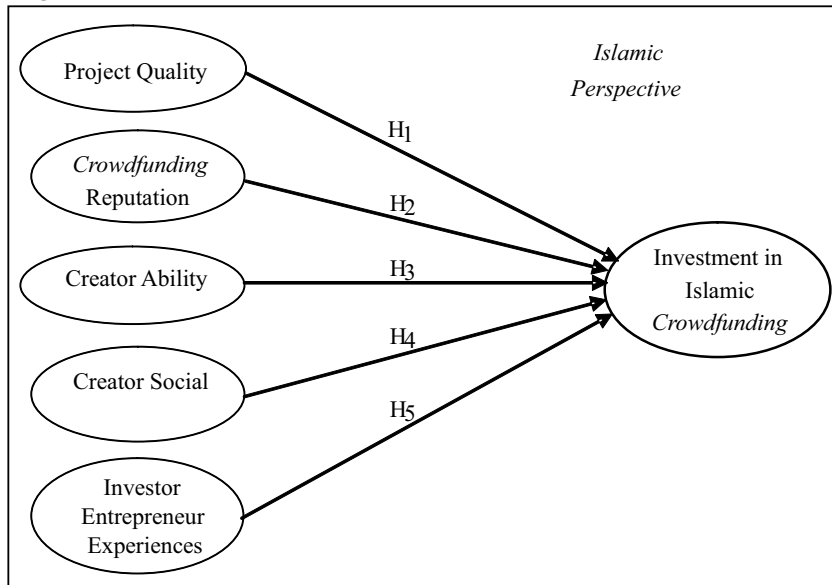 Project Quality
Islamic
Perspective
H1
Crowdfunding
Reputation
H2
Creator Ability
H3
Investment in
Islamic
Crowdfunding
H4
Creator Social
H5
Investor
Entrepreneur
Experiences